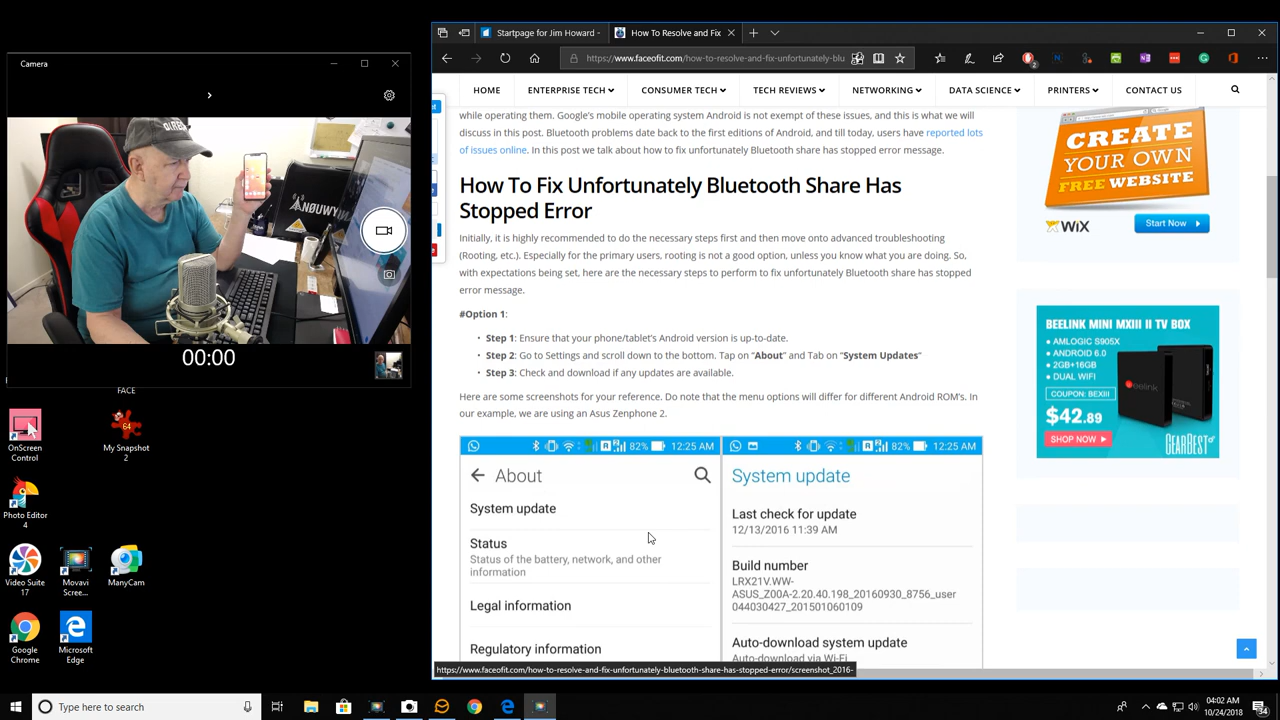 Camera
00:00
FACE
OnScreen
Control
My Snapshot
2
Photo Editor
4
Video Suite
17
Movavi
Scree...
ManyCam
Google
Chrome
Microsoft
Edge
Startpage for Jim Howard -
How To Resolve and Fix
https://www.faceofit.com/how-to-resolve-and-fix-unfortunately-blu
HOME
ENTERPRISE TECH
CONSUMER TECH
TECH REVIEWS
NETWORKING
DATA SCIENCE
PRINTERS
CONTACT US
while operating them. Google's mobile operating system Android is not exempt of these issues, and this is what we will
discuss in this post. Bluetooth problems date back to the first editions of Android, and till today, users have reported lots
of issues online. In this post we talk about how to fix unfortunately Bluetooth share has stopped error message.
How To Fix Unfortunately Bluetooth Share Has
Stopped Error
Initially, it is highly recommended to do the necessary steps first and then move onto advanced troubleshooting
(Rooting, etc.). Especially for the primary users, rooting is not a good option, unless you know what you are doing. So,
with expectations being set, here are the necessary steps to perform to fix unfortunately Bluetooth share has stopped
error message.
#Option 1:
• Step 1: Ensure that your phone/tablet's Android version is up-to-date.
• Step 2: Go to Settings and scroll down to the bottom. Tap on "About" and Tab on "System Updates"
• Step 3: Check and download if any updates are available.
Here are some screenshots for your reference. Do note that the menu options will differ for different Android ROM's. In
our example, we are using an Asus Zenphone 2.
82% 12:25 AM
About
System update
Status
Status of the battery, network, and other
information
Legal information
Regulatory information
82% 12:25 AM
System update
Last check for update
12/13/2016 11:39 AM
Build number
LRX21V.WW-
ASUS_Z00A-2.20.40.198_20160930_8756_user
044030427_201501060109
Auto-download system update
Auto-download via Wi-Fi
https://www.faceofit.com/how-to-resolve-and-fix-unfortunately-bluetooth-share-has-stopped-error/screenshot_2016-
CREATE
YOUR OWN
FREE WEBSITE
WiX
Start Now
BEELINK MINI MXIII II TV BOX
• AMLOGIC S905X
• ANDROID 6.0
• 2GB+16GB
• DUAL WIFI
COUPON: BEXIII
$42.89
SHOP NOW
GEARBEST
Beelink
Type here to search
04:02 AM
10/24/2018
34